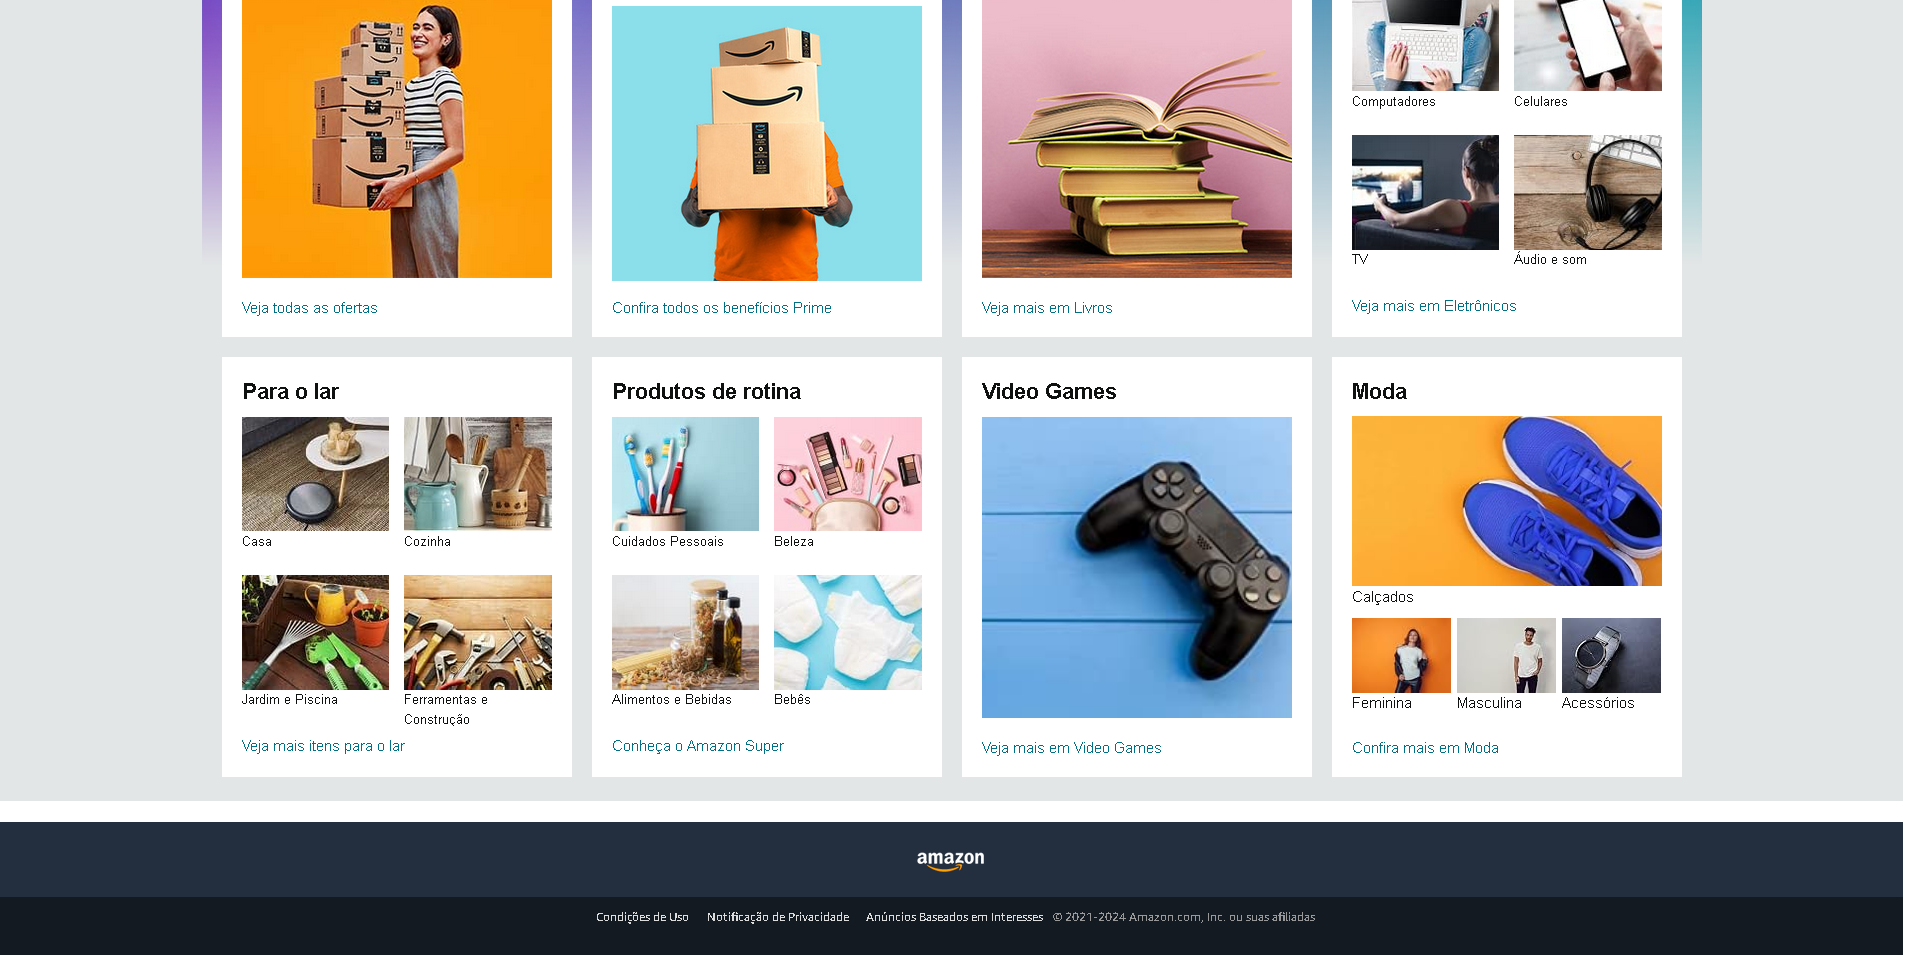 Computadores
Celulares
TV
Áudio e som
Veja todas as ofertas
Confira todos os benefícios Prime
Veja mais em Livros
Veja mais em Eletrônicos
Para o lar
Casa
Cozinha
Jardim e Piscina
Ferramentas e
Construção
Veja mais itens para o lar
Produtos de rotina
Cuidados Pessoais
Beleza
Alimentos e Bebidas
Bebês
Conheça o Amazon Super
Video Games
Veja mais em Video Games
Moda
Calçados
Feminina
Masculina
Acessórios
Confira mais em Moda
amazon
Condições de Uso
Notificação de Privacidade
Anúncios Baseados em Interesses
© 2021-2024 Amazon.com, Inc. ou suas afiliadas